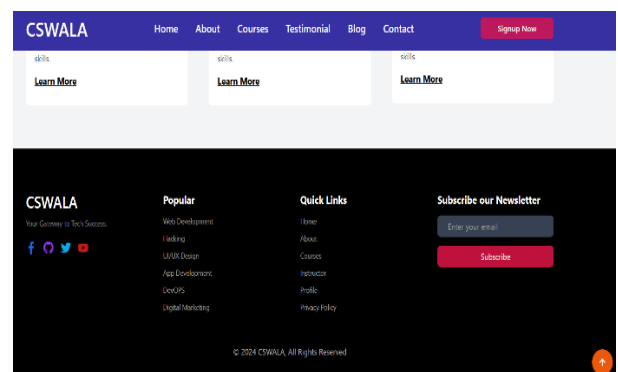 CSWALA Home About Courses Testimonial Blog Contact Signup Now
skills. skills. skills.
Learn More Learn More Learn More
CSWALA Popular Quick Links Subscribe our Newsletter
Your Gateway to Tech Success. Web Development Home Enter your email
Hacking About
UI/UX Design Courses Subscribe
App Development Instructor
DevOPS Profile
Digital Marketing Privacy Policy
© 2024 CSWALA, All Rights Reserved